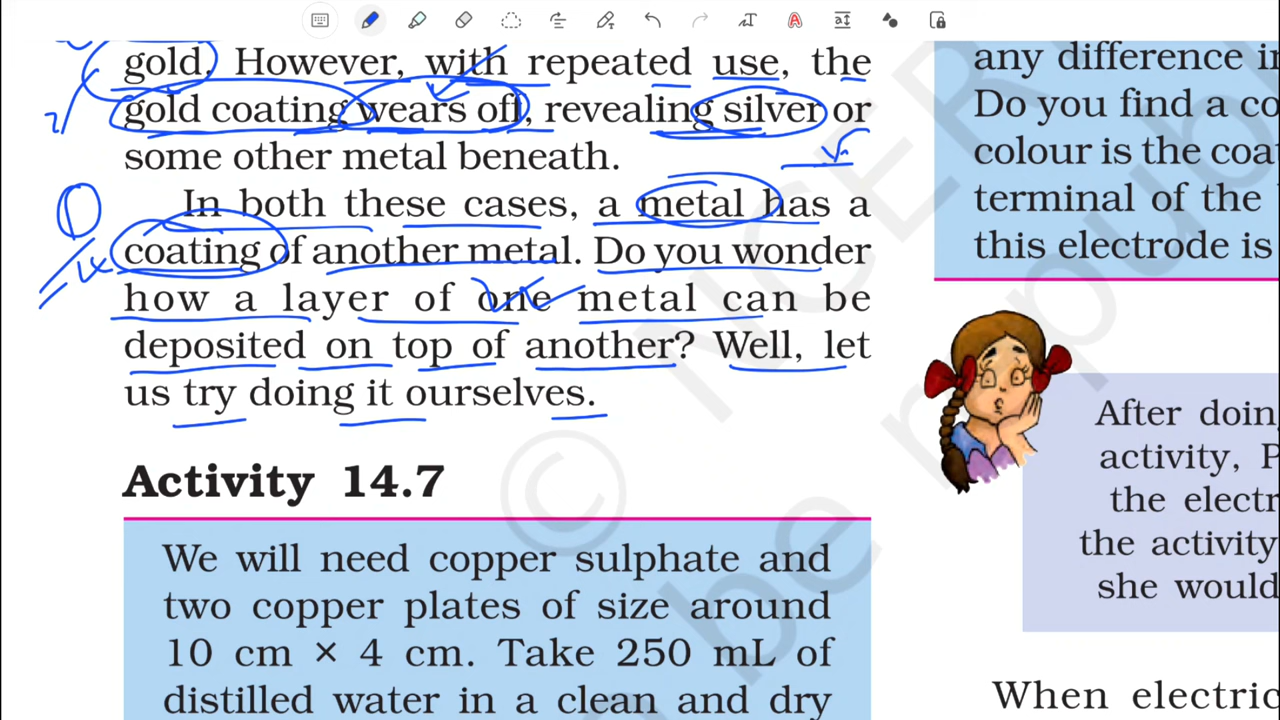 gold. However, with repeated use, the
gold coating wears off, revealing silver or
some other metal beneath.
In both these cases, a metal has a
coating of another metal. Do you wonder
how a layer of one metal can be
deposited on top of another? Well, let
us try doing it ourselves.
Activity 14.7
We will need copper sulphate and
two copper plates of size around
10 cm × 4 cm. Take 250 mL of
distilled water in a clean and dry
any difference in
Do you find a co
colour is the coa
terminal of the
this electrode is
After doin
activity, P
the electr
the activity
she would
When electric
© NCER
be republ